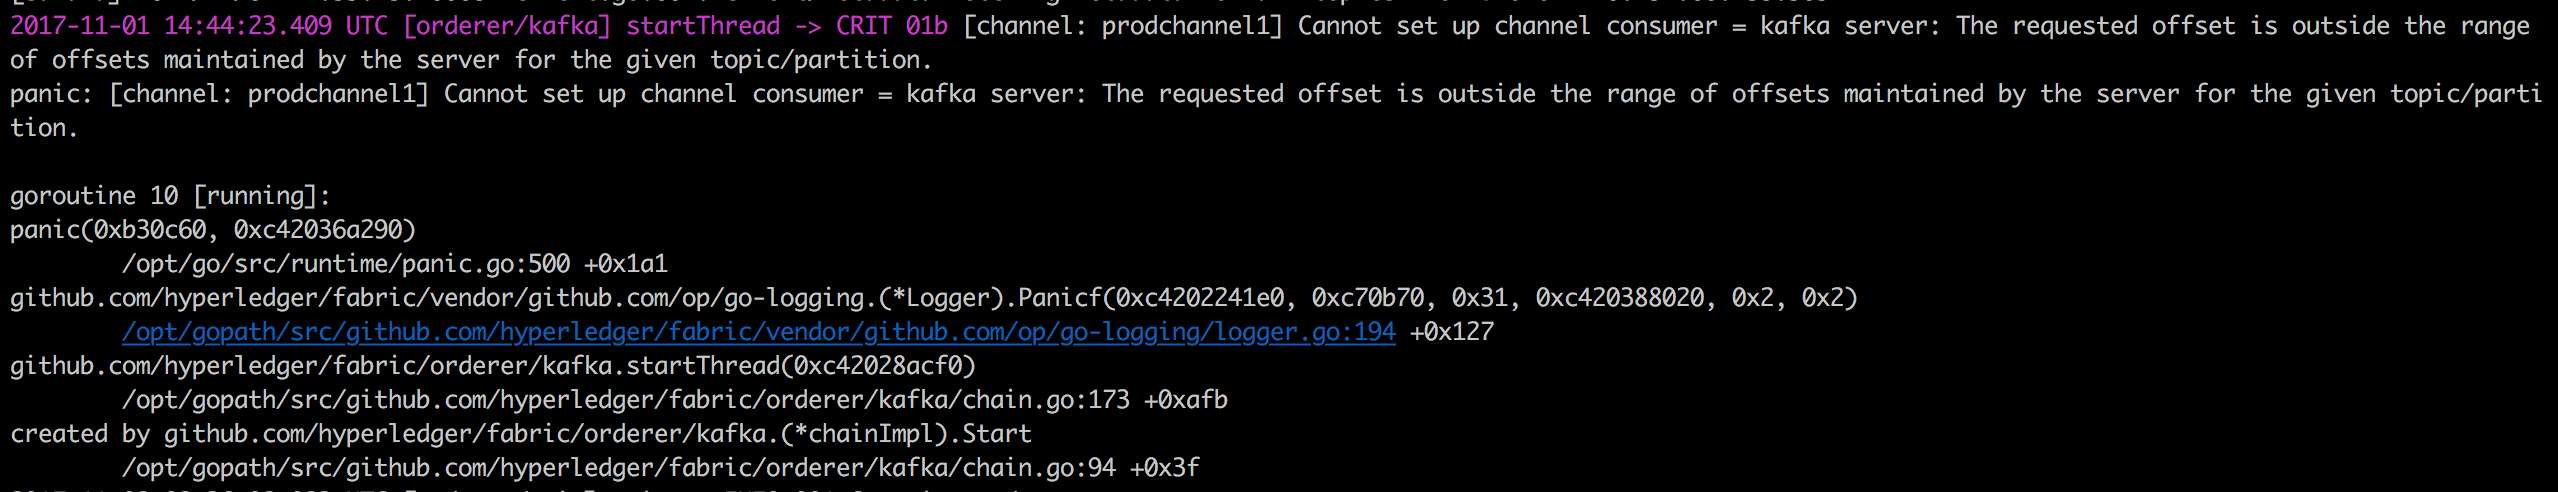 2017-11-01 14:44:23.409 UTC [orderer/kafka] startThread -> CRIT 01b [channel: prodchannel1] Cannot set up channel consumer = kafka server: The requested offset is outside the range
of offsets maintained by the server for the given topic/partition.
panic: [channel: prodchannel1] Cannot set up channel consumer = kafka server: The requested offset is outside the range of offsets maintained by the server for the given topic/parti
tion.
goroutine 10 [running]:
panic(0xb30c60, 0xc42036a290)
/opt/go/src/runtime/panic.go:500 +0x1a1
github.com/hyperledger/fabric/vendor/github.com/op/go-logging.(*Logger).Panicf(0xc4202241e0, 0xc70b70, 0x31, 0xc420388020, 0x2, 0x2)
/opt/gopath/src/github.com/hyperledger/fabric/vendor/github.com/op/go-logging/logger.go:194 +0x127
github.com/hyperledger/fabric/orderer/kafka.startThread(0xc42028acf0)
/opt/gopath/src/github.com/hyperledger/fabric/orderer/kafka/chain.go:173 +0xafb
created by github.com/hyperledger/fabric/orderer/kafka.(*chainImpl).Start
/opt/gopath/src/github.com/hyperledger/fabric/orderer/kafka/chain.go:94 +0x3f